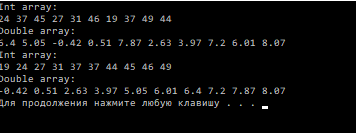 Int array:
24 37 45 27 31 46 19 37 49 44
Double array:
6.4 5.05 -0.42 0.51 7.87 2.63 3.97 7.2 6.01 8.07
Int array:
19 24 27 31 37 37 44 45 46 49
Double array:
-0.42 0.51 2.63 3.97 5.05 6.01 6.4 7.2 7.87 8.07
Для продолжения нажмите любую клавишу . . .